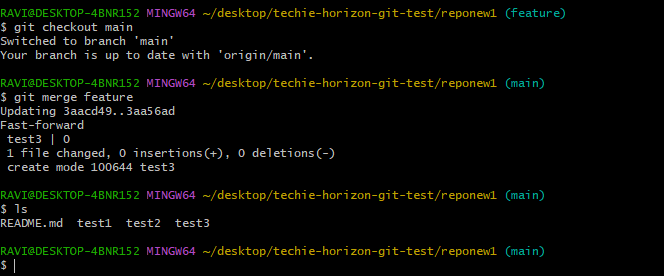 RAVI@DESKTOP-4BNR152 MINGW64 ~/desktop/techie-horizon-git-test/reponew1 (feature)
$ git checkout main
Switched to branch 'main'
Your branch is up to date with 'origin/main'.
RAVI@DESKTOP-4BNR152 MINGW64 ~/desktop/techie-horizon-git-test/reponew1 (main)
$ git merge feature
Updating 3aacd49..3aa56ad
Fast-forward
 test3 | 0
 1 file changed, 0 insertions(+), 0 deletions(-)
 create mode 100644 test3
RAVI@DESKTOP-4BNR152 MINGW64 ~/desktop/techie-horizon-git-test/reponew1 (main)
$ ls
README.md  test1  test2  test3
RAVI@DESKTOP-4BNR152 MINGW64 ~/desktop/techie-horizon-git-test/reponew1 (main)
$